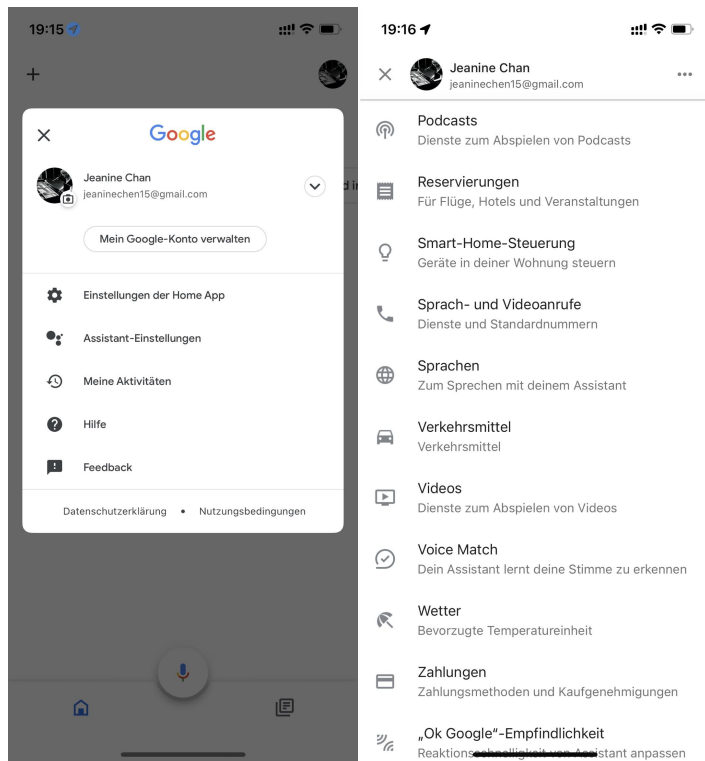 19:15
Google
Jeanine Chan
jeaninechen15@gmail.com
d i
Mein Google-Konto verwalten
Einstellungen der Home App
Assistant-Einstellungen
Meine Aktivitäten
Hilfe
Feedback
Datenschutzerklärung • Nutzungsbedingungen
19:16
Jeanine Chan
jeaninechen15@gmail.com
Podcasts
Dienste zum Abspielen von Podcasts
Reservierungen
Für Flüge, Hotels und Veranstaltungen
Smart-Home-Steuerung
Geräte in deiner Wohnung steuern
Sprach- und Videoanrufe
Dienste und Standardnummern
Sprachen
Zum Sprechen mit deinem Assistant
Verkehrsmittel
Verkehrsmittel
Videos
Dienste zum Abspielen von Videos
Voice Match
Dein Assistant lernt deine Stimme zu erkennen
Wetter
Bevorzugte Temperatureinheit
Zahlungen
Zahlungsmethoden und Kaufgenehmigungen
„Ok Google“-Empfindlichkeit
Reaktionsschnelligkeit von Assistant anpassen